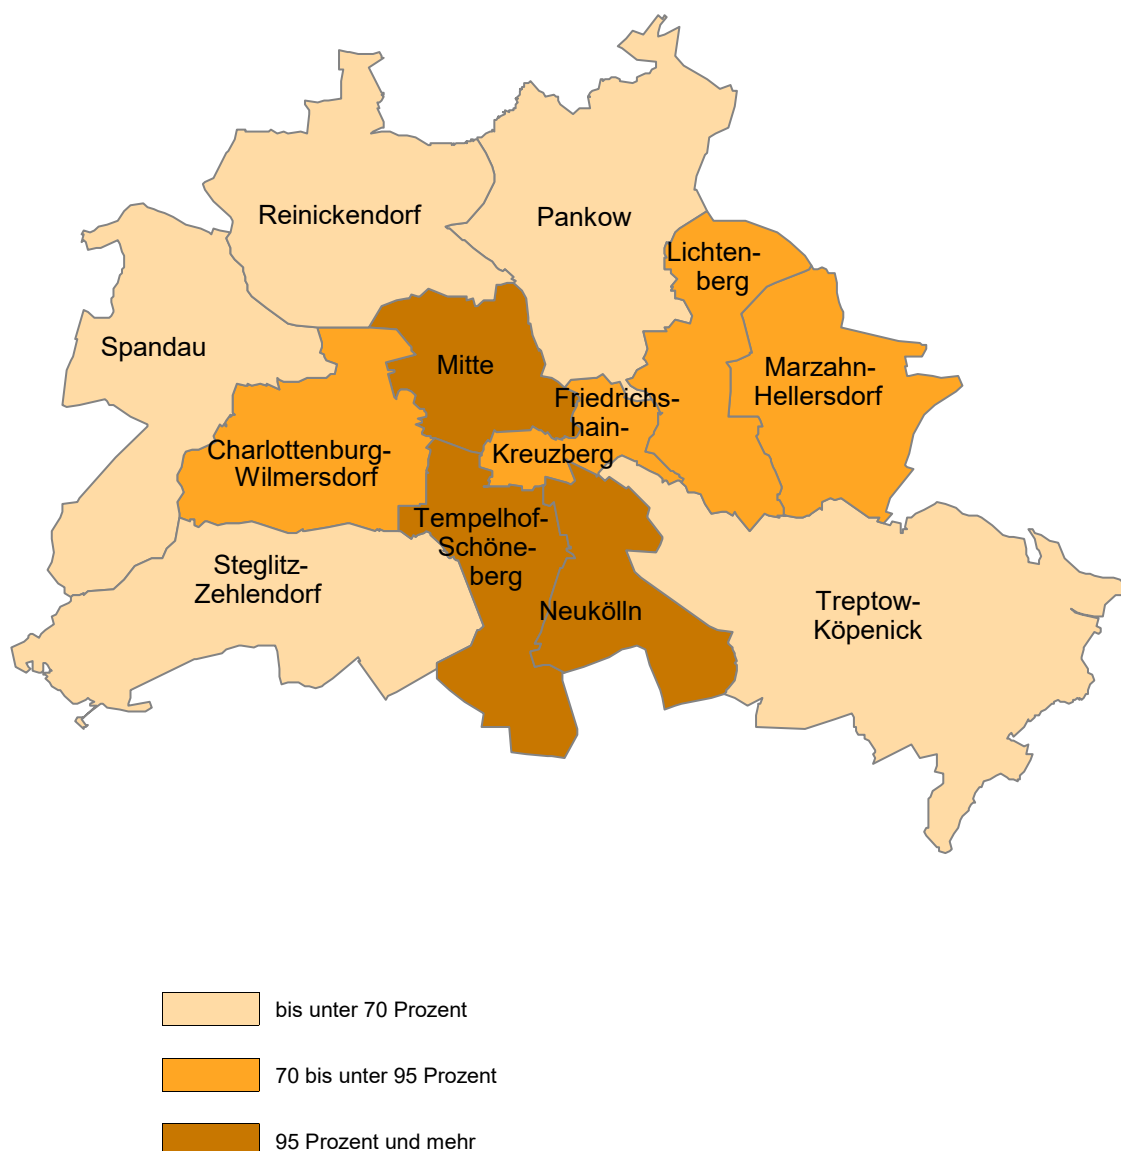 Reinickendorf
Pankow
Lichten-
berg
Spandau
Mitte
Marzahn-
Hellersdorf
Friedrichs-
hain-
Kreuzberg
Charlottenburg-
Wilmersdorf
Tempelhof-
Schöne-
berg
Steglitz-
Zehlendorf
Neukölln
Treptow-
Köpenick
bis unter 70 Prozent
70 bis unter 95 Prozent
95 Prozent und mehr